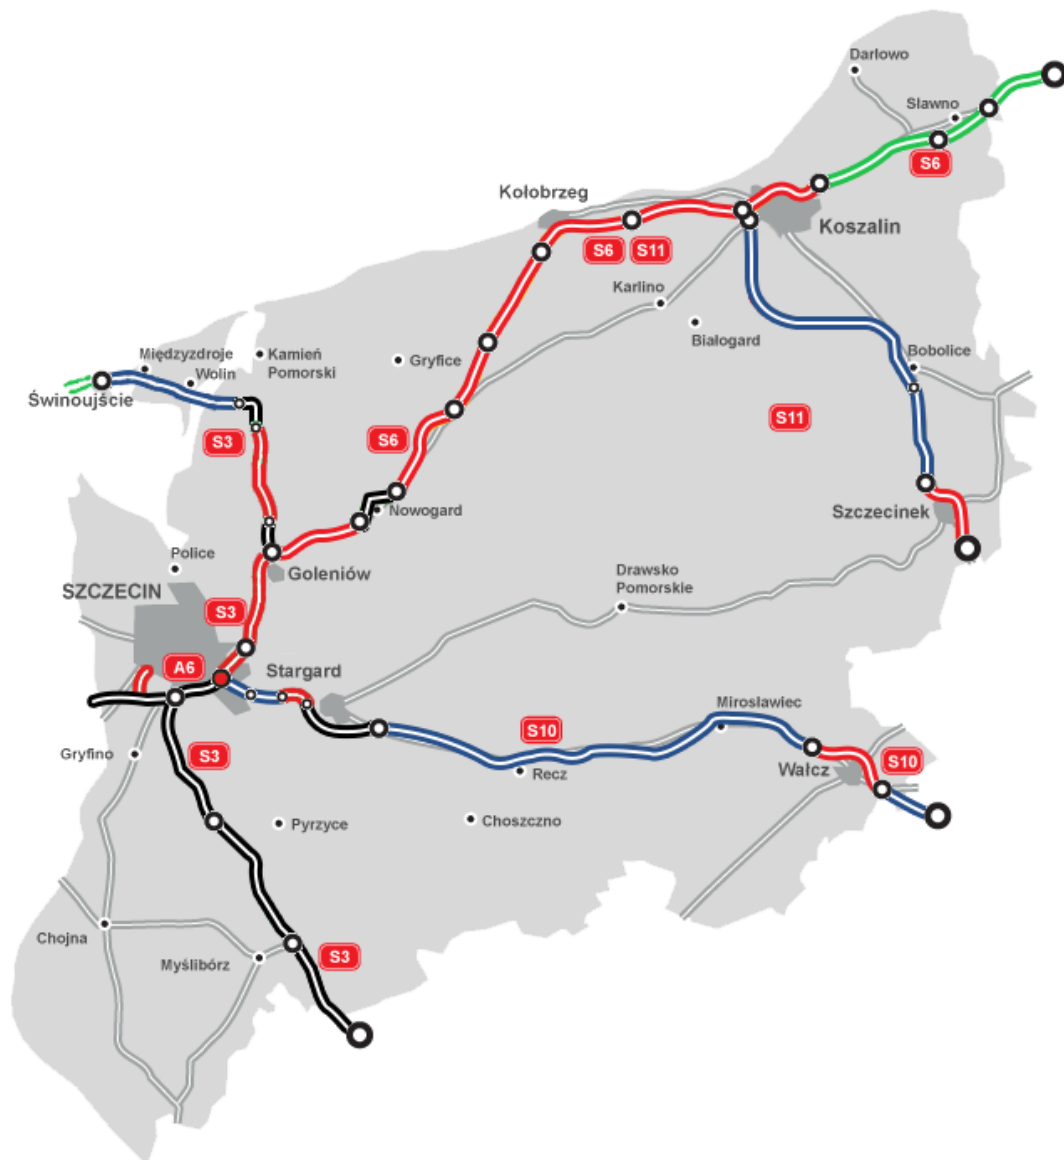 Darłowo
Sławno
S6
Kołobrzeg
Koszalin
S6
S11
Karlino
Białogard
Międzyzdroje
Wolin
Kamień
Pomorski
Gryfice
Bobolice
Świnoujście
S11
S3
S6
Nowogard
Szczecinek
Police
Goleniów
SZCZECIN
Drawsko
Pomorskie
S3
A6
Stargard
Mirosławiec
S10
Gryfino
S3
Recz
Wałcz
S10
Pyrzyce
Choszczno
Chojna
Myślibórz
S3